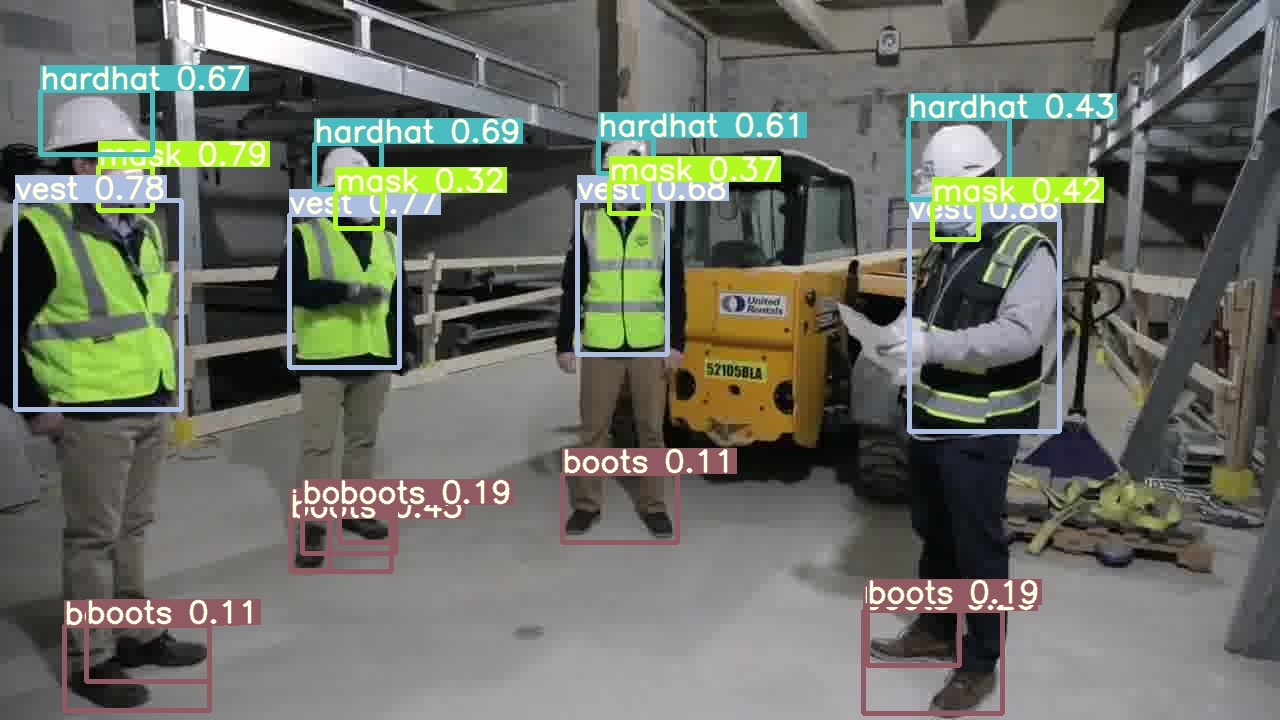 hardhat 0.67
hardhat 0.69
hardhat 0.61
hardhat 0.43
mask 0.79
mask 0.32
mask 0.37
mask 0.42
vest 0.78
vest 0.77
vest 0.68
vest 0.86
United
Rentals
52105BLA
boots 0.11
boots 0.19
boots 0.11
boots 0.19